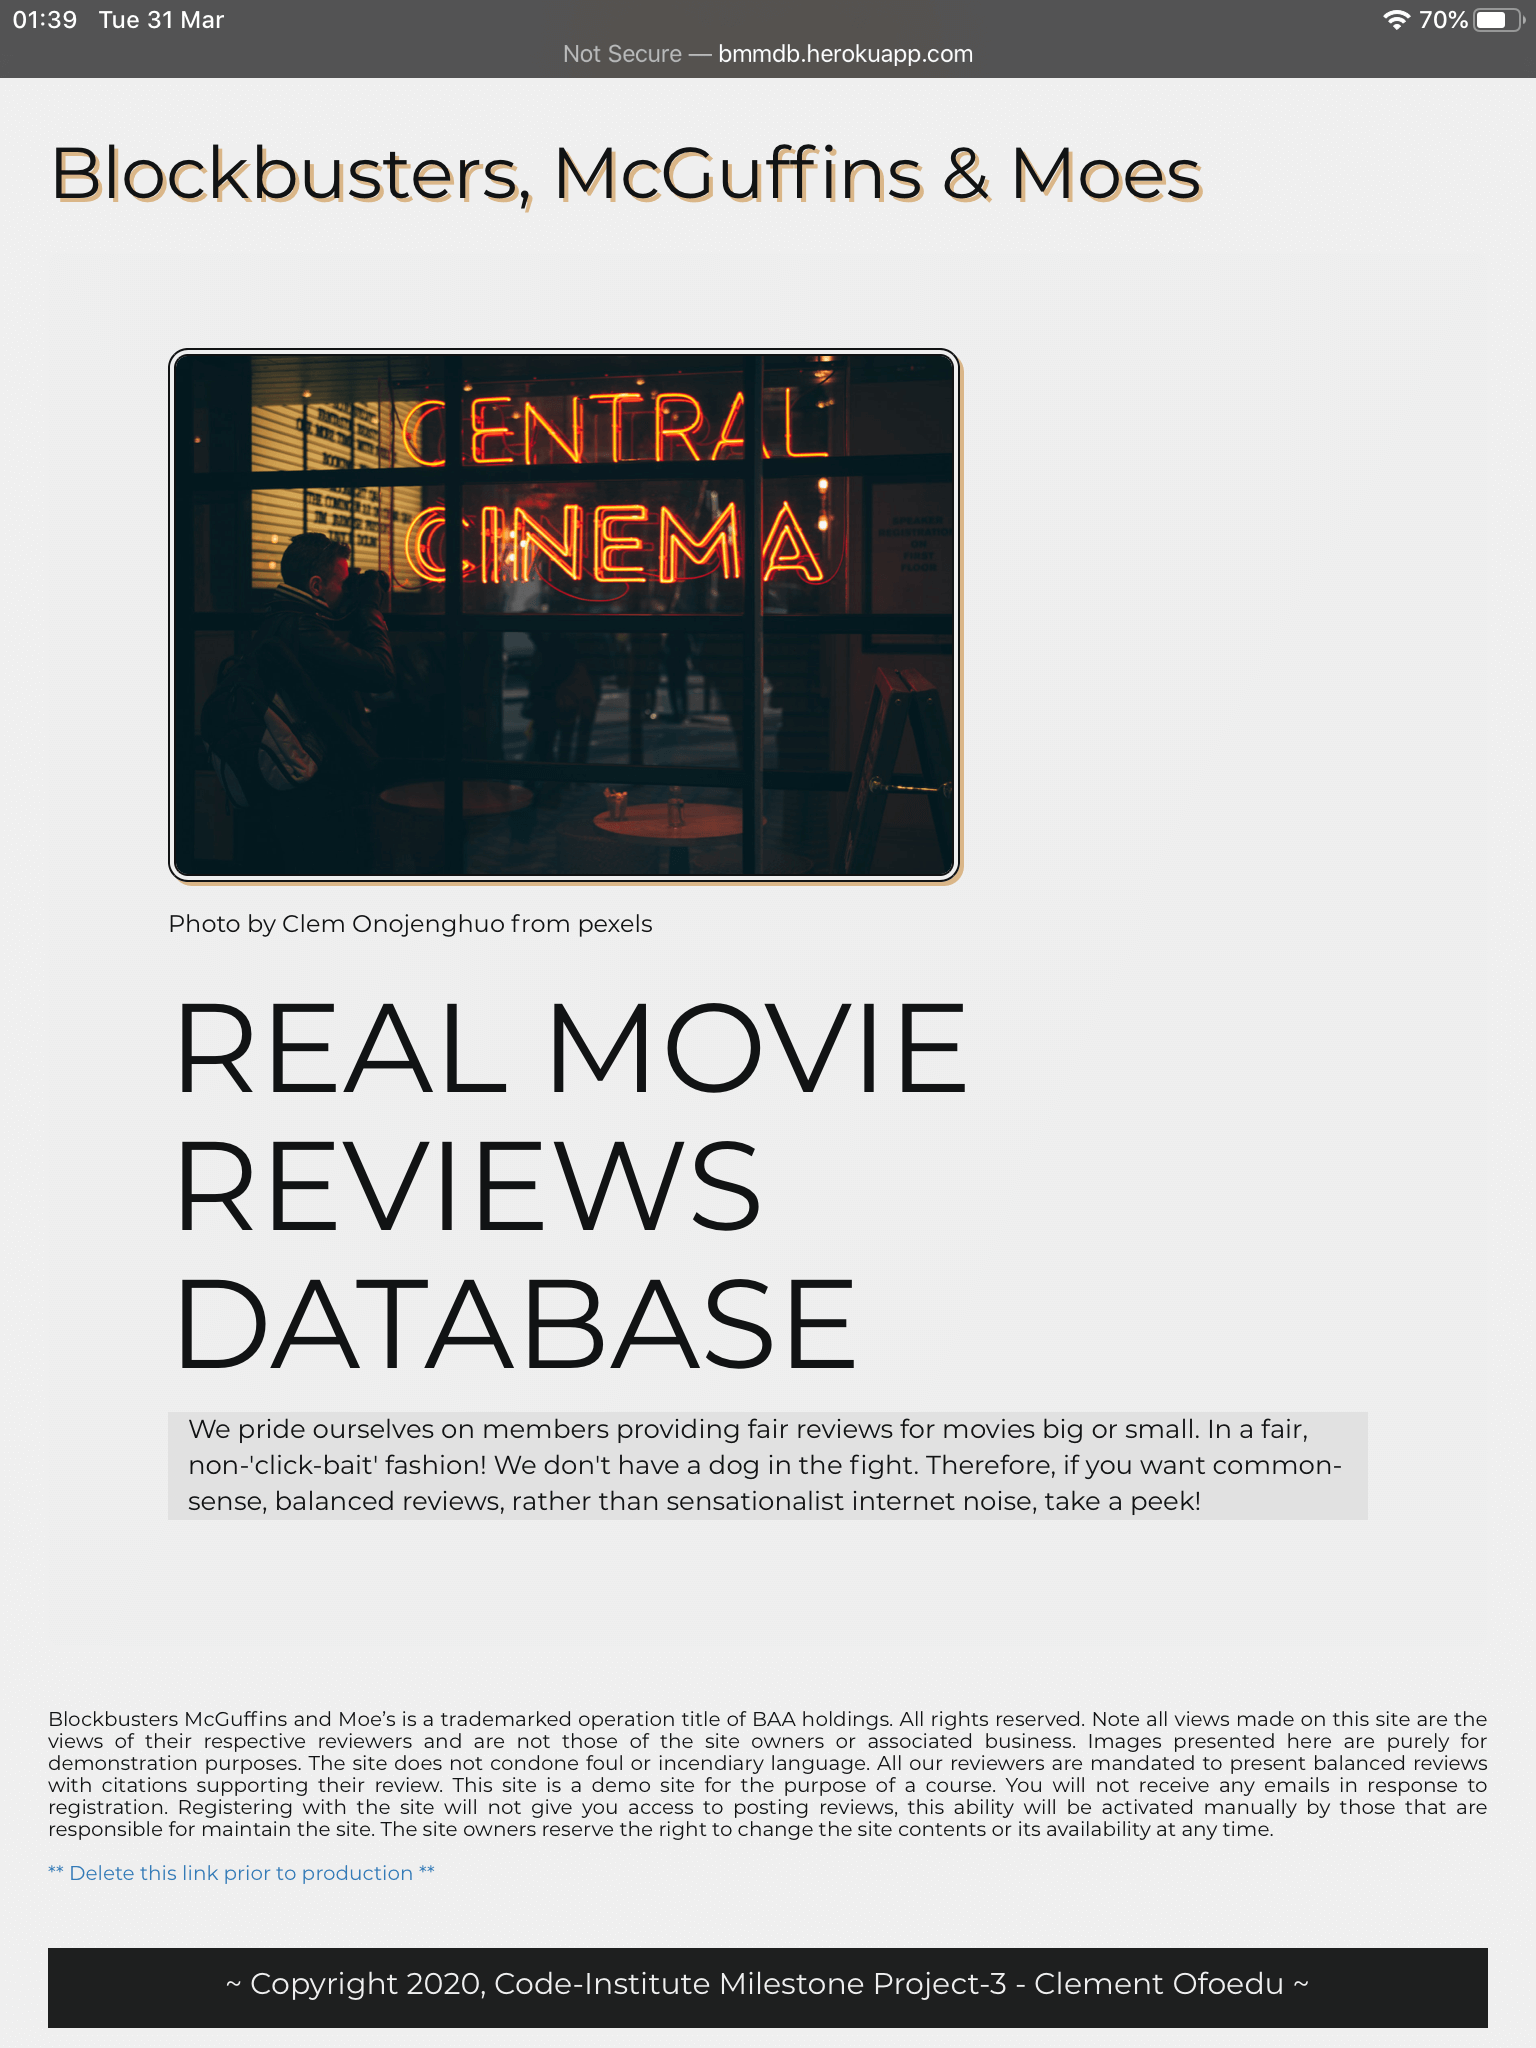 01:39 Tue 31 Mar 70%
Not Secure — bmmdb.herokuapp.com
Blockbusters, McGuffins & Moes
CENTRAL
CINEMA
SPEAKER
REGISTRATION
ON
FIRST
FLOOR
Photo by Clem Onojenghuo from pexels
REAL MOVIE
REVIEWS
DATABASE
We pride ourselves on members providing fair reviews for movies big or small. In a fair,
non-'click-bait' fashion! We don't have a dog in the fight. Therefore, if you want common-
sense, balanced reviews, rather than sensationalist internet noise, take a peek!
Blockbusters McGuffins and Moe’s is a trademarked operation title of BAA holdings. All rights reserved. Note all views made on this site are the
views of their respective reviewers and are not those of the site owners or associated business. Images presented here are purely for
demonstration purposes. The site does not condone foul or incendiary language. All our reviewers are mandated to present balanced reviews
with citations supporting their review. This site is a demo site for the purpose of a course. You will not receive any emails in response to
registration. Registering with the site will not give you access to posting reviews, this ability will be activated manually by those that are
responsible for maintain the site. The site owners reserve the right to change the site contents or its availability at any time.
** Delete this link prior to production **
~ Copyright 2020, Code-Institute Milestone Project-3 - Clement Ofoedu ~